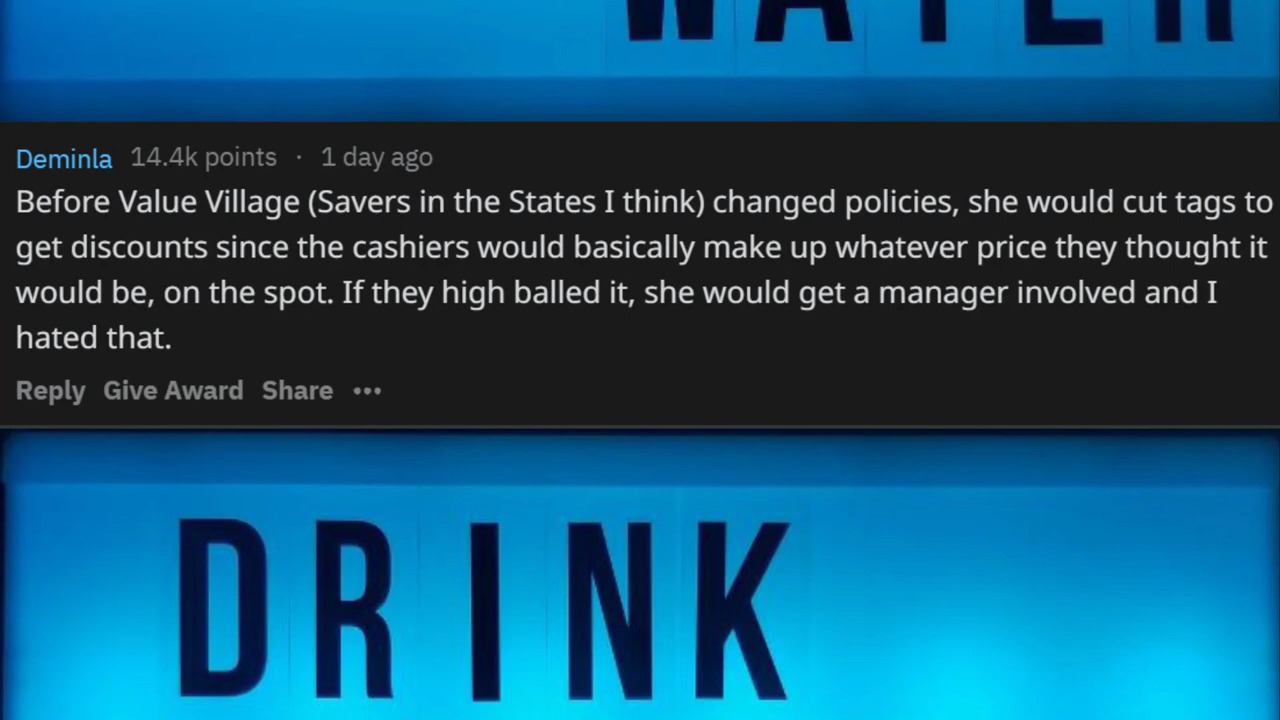 WATER
Deminla 14.4k points · 1 day ago
Before Value Village (Savers in the States I think) changed policies, she would cut tags to
get discounts since the cashiers would basically make up whatever price they thought it
would be, on the spot. If they high balled it, she would get a manager involved and I
hated that.
Reply Give Award Share •••
DRINK